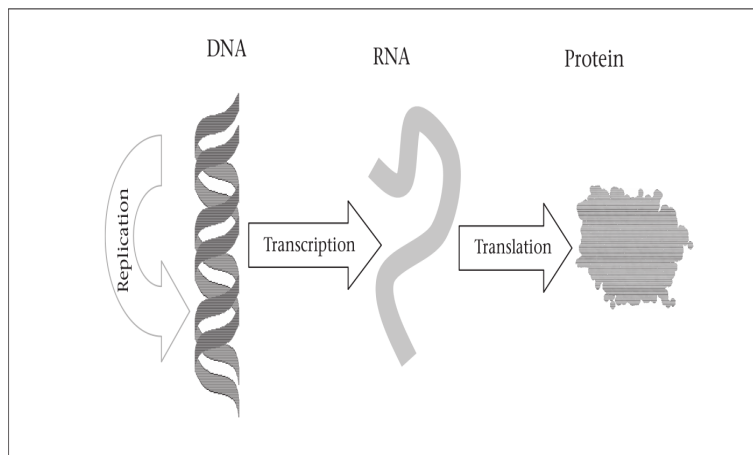 DNA
RNA
Protein
Replication
Transcription
Translation